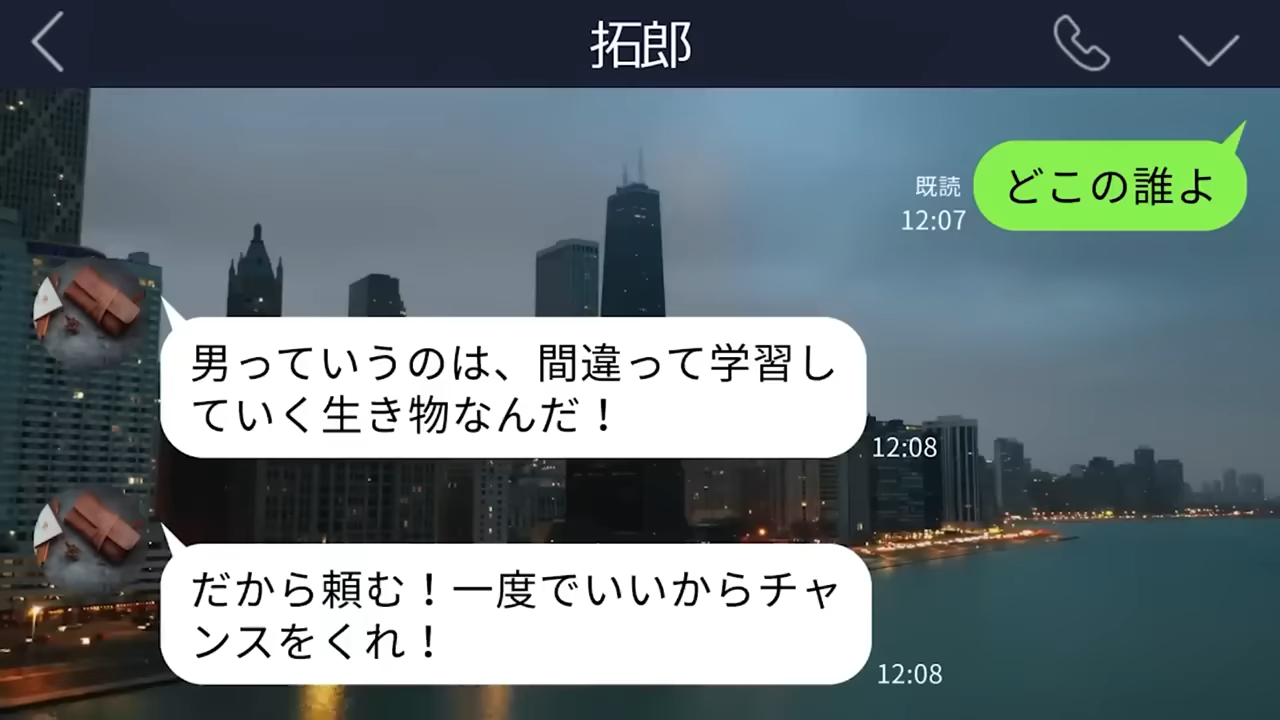 拓郎
どこの誰よ
既読
12:07
男っていうのは、間違って学習し
ていく生き物なんだ！
12:08
だから頼む！一度でいいからチャ
ンスをくれ！
12:08